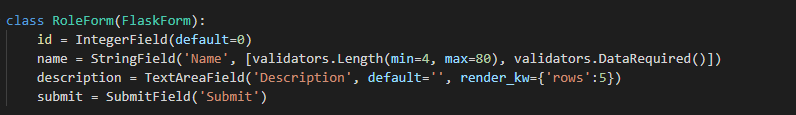 class RoleForm(FlaskForm):
    id = IntegerField(default=0)
    name = StringField('Name', [validators.Length(min=4, max=80), validators.DataRequired()])
    description = TextAreaField('Description', default='', render_kw={'rows':5})
    submit = SubmitField('Submit')